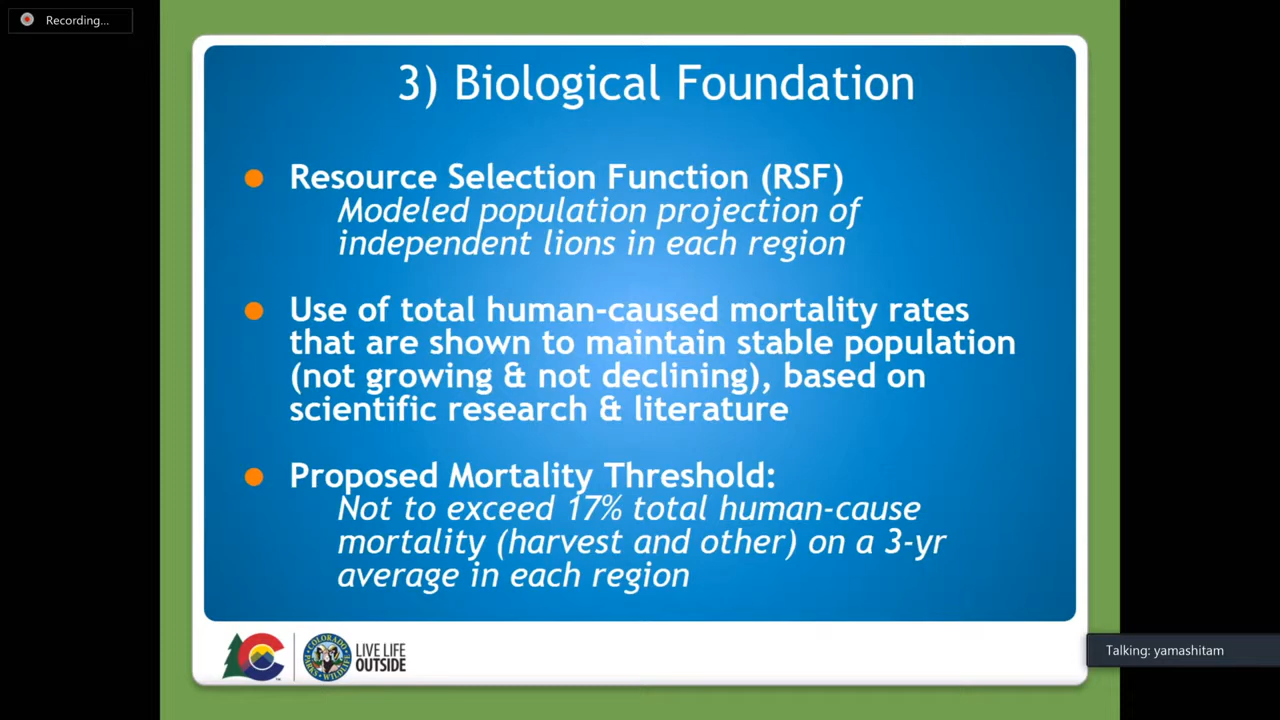 Recording...
3) Biological Foundation
Resource Selection Function (RSF)
Modeled population projection of
independent lions in each region
Use of total human-caused mortality rates
that are shown to maintain stable population
(not growing & not declining), based on
scientific research & literature
Proposed Mortality Threshold:
Not to exceed 17% total human-cause
mortality (harvest and other) on a 3-yr
average in each region
COLORADO
PARKS & WILDLIFE
LIVE LIFE
OUTSIDE
Talking: yamashitam